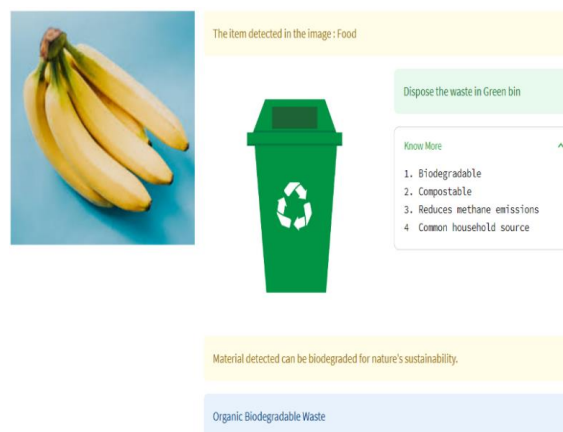 The item detected in the image : Food
Dispose the waste in Green bin
Know More
1. Biodegradable
2. Compostable
3. Reduces methane emissions
4  Common household source
Material detected can be biodegraded for nature's sustainability.
Organic Biodegradable Waste